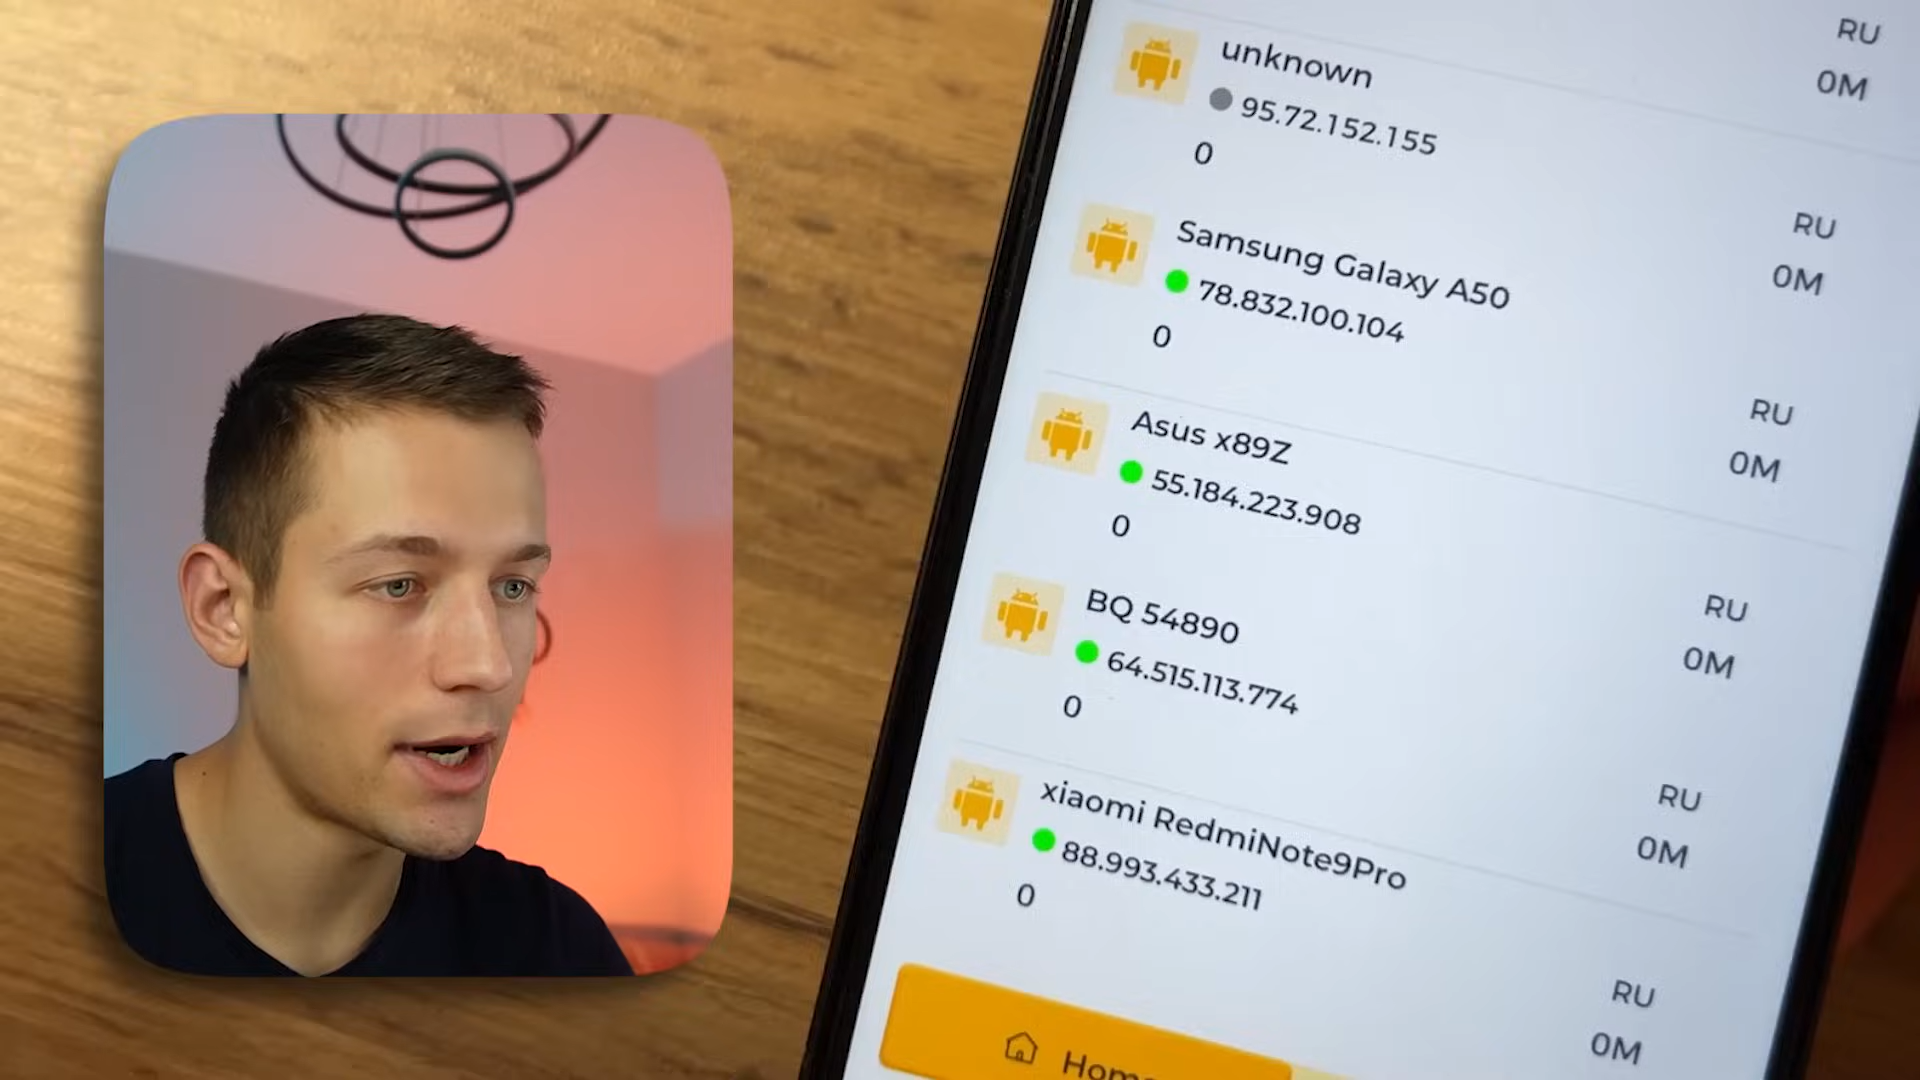 RU
unknown
0M
95.72.152.155
0
RU
Samsung Galaxy A50
0M
78.832.100.104
0
RU
Asus x89Z
0M
55.184.223.908
0
RU
BQ 54890
0M
64.515.113.774
0
RU
xiaomi RedmiNote9Pro
0M
88.993.433.211
0
RU
0M
Home